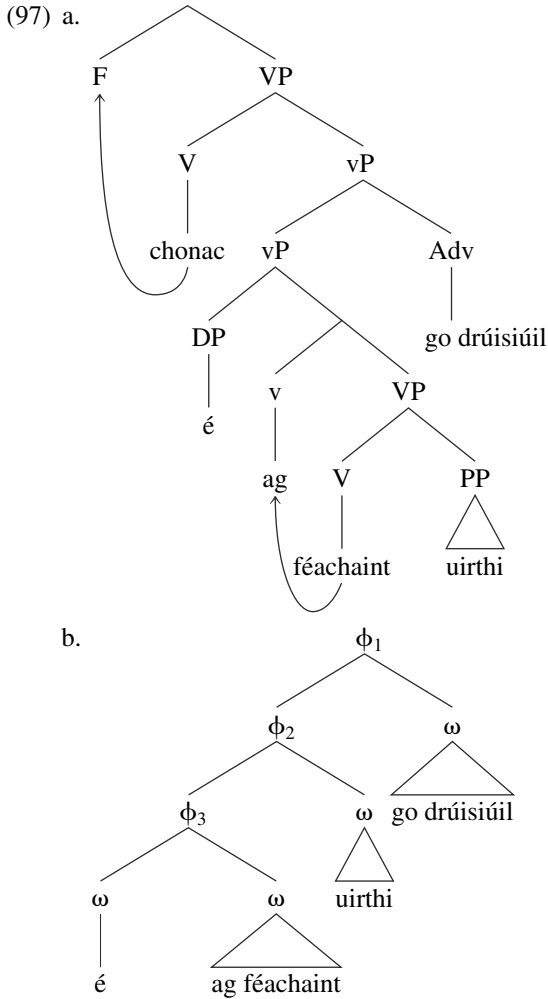 (97) a.
F VP
V vP
chonac vP Adv
DP go drúisiúil
é v VP
ag V PP
féachaint uirthi
b. ϕ1
ϕ2 ω
ϕ3 ω go drúisiúil
ω ω uirthi
é ag féachaint